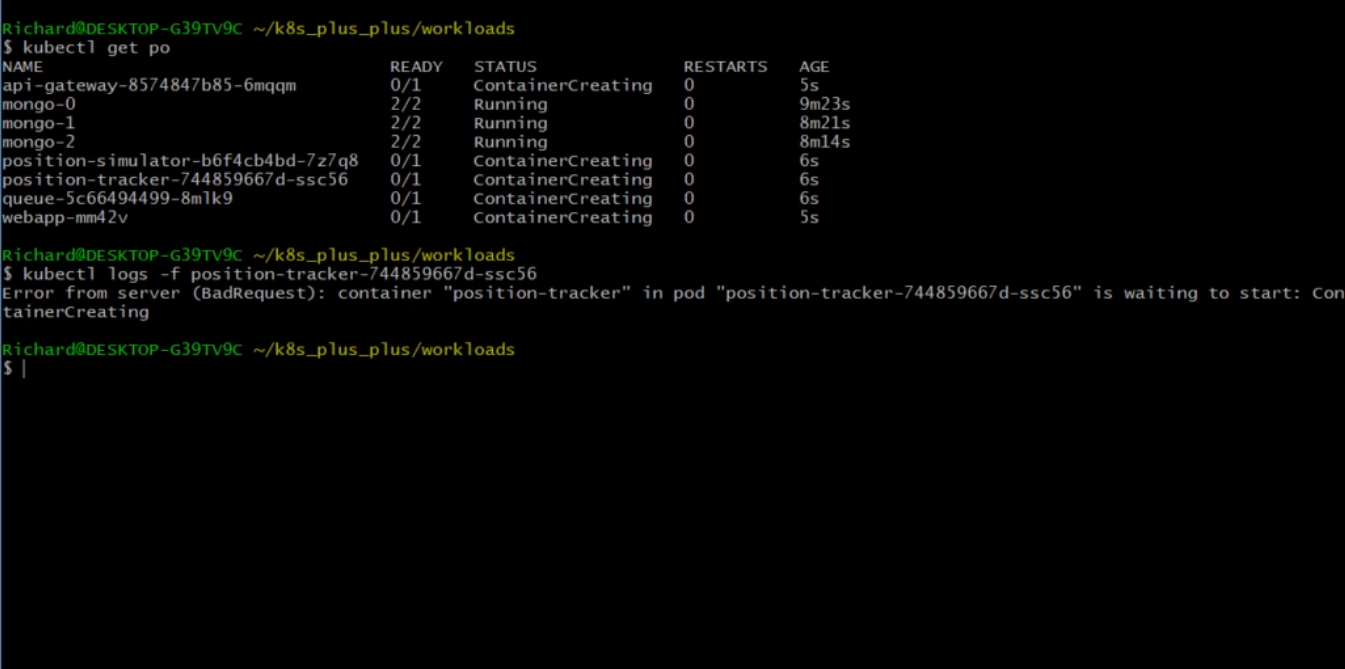 Richard@DESKTOP-G39TV9C ~/k8s_plus_plus/workloads
$ kubectl get po
NAME READY STATUS RESTARTS AGE
api-gateway-8574847b85-6mqqm 0/1 ContainerCreating 0 5s
mongo-0 2/2 Running 0 9m23s
mongo-1 2/2 Running 0 8m21s
mongo-2 2/2 Running 0 8m14s
position-simulator-b6f4cb4bd-7z7q8 0/1 ContainerCreating 0 6s
position-tracker-744859667d-ssc56 0/1 ContainerCreating 0 6s
queue-5c66494499-8mlk9 0/1 ContainerCreating 0 6s
webapp-mm42v 0/1 ContainerCreating 0 5s
Richard@DESKTOP-G39TV9C ~/k8s_plus_plus/workloads
$ kubectl logs -f position-tracker-744859667d-ssc56
Error from server (BadRequest): container "position-tracker" in pod "position-tracker-744859667d-ssc56" is waiting to start: Con
tainerCreating
Richard@DESKTOP-G39TV9C ~/k8s_plus_plus/workloads
$